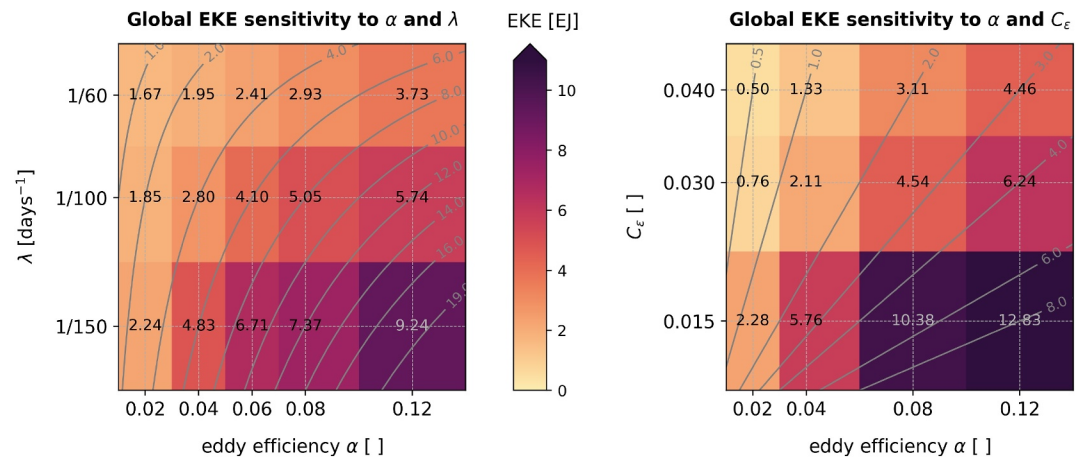 Global EKE sensitivity to α and λ
EKE [EJ]
Global EKE sensitivity to α and Cε
1.0 2.0 4.0 6.0
1/60 1.67 1.95 2.41 2.93 3.73
8.0
10.0
1/100 1.85 2.80 4.10 5.05 5.74
12.0
14.0
16.0
1/150 2.24 4.83 6.71 7.37 9.24
19.0
λ [days⁻¹]
0.02 0.04 0.06 0.08 0.12
eddy efficiency α [ ]
10
8
6
4
2
0
0.5 1.0 2.0 3.0
0.040 0.50 1.33 3.11 4.46
4.0
0.030 0.76 2.11 4.54 6.24
6.0
0.015 2.28 5.76 10.38 12.83
8.0
Cε [ ]
0.02 0.04 0.08 0.12
eddy efficiency α [ ]